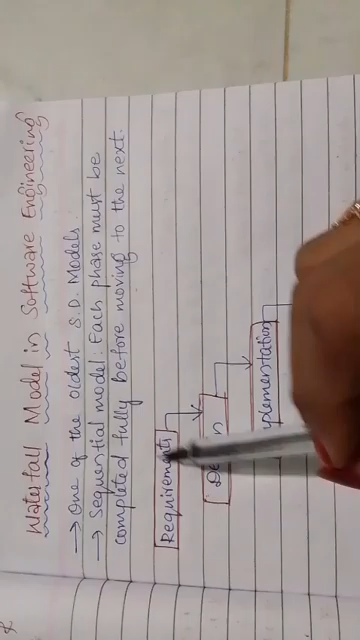 Waterfall Model in Software Engineering
→ One of the oldest S.D. Models.
→ Sequential model: Each phase must be
completed fully before moving to the next.
Requirements